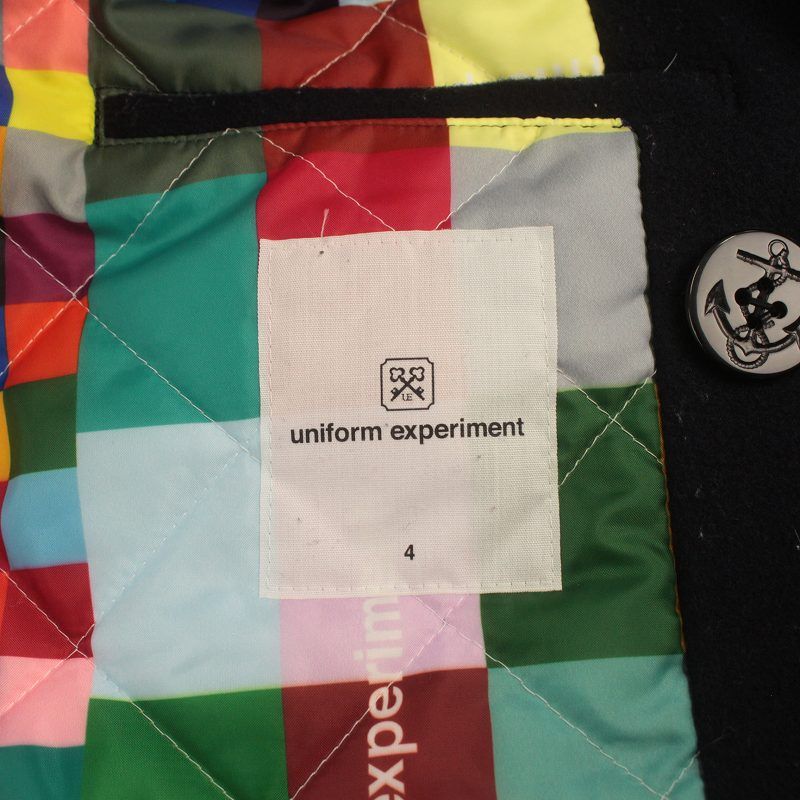 UE
uniform experiment
4
experim